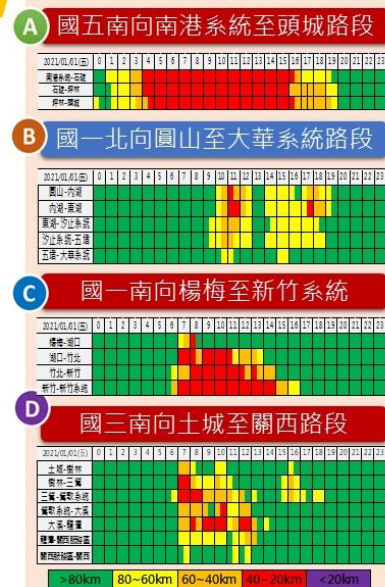 A 國五南向南港系統至頭城路段
2021/01/01(五) 0 1 2 3 4 5 6 7 8 9 10 11 12 13 14 15 16 17 18 19 20 21 22 23
南港系統-石碇
石碇-坪林
坪林-頭城
B 國一北向圓山至大華系統路段
2021/01/01(五) 0 1 2 3 4 5 6 7 8 9 10 11 12 13 14 15 16 17 18 19 20 21 22 23
圓山-內湖
內湖-東湖
東湖-汐止系統
汐止系統-五堵
五堵-大華系統
C 國一南向楊梅至新竹系統
2021/01/01(五) 0 1 2 3 4 5 6 7 8 9 10 11 12 13 14 15 16 17 18 19 20 21 22 23
楊梅-湖口
湖口-竹北
竹北-新竹
新竹-新竹系統
D 國三南向土城至關西路段
2021/01/01(五) 0 1 2 3 4 5 6 7 8 9 10 11 12 13 14 15 16 17 18 19 20 21 22 23
土城-樹林
樹林-三鶯
三鶯-鶯歌系統
鶯歌系統-大溪
大溪-龍潭
龍潭-關西服務區
關西服務區-關西
>80km 80~60km 60~40km 40~20km <20km